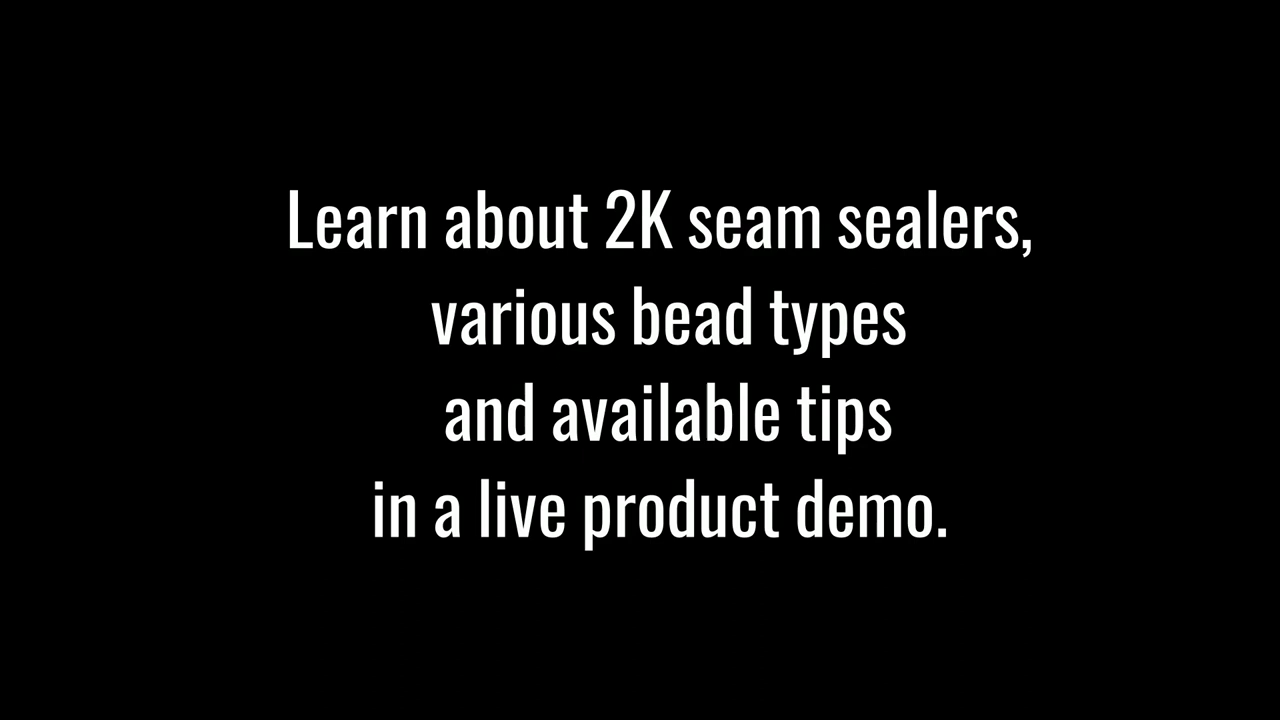 Learn about 2K seam sealers,
various bead types
and available tips
in a live product demo.